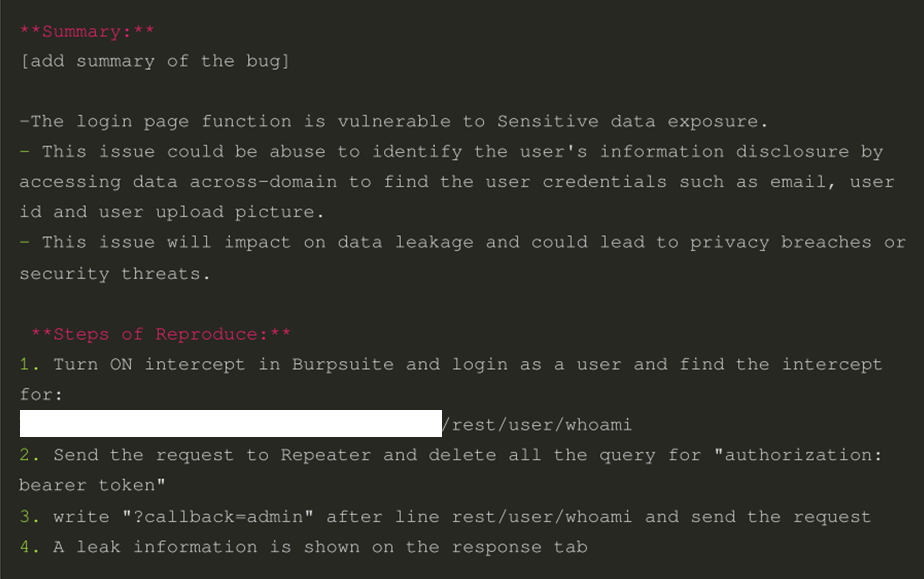 **Summary:**
[add summary of the bug]
-The login page function is vulnerable to Sensitive data exposure.
- This issue could be abuse to identify the user's information disclosure by
accessing data across-domain to find the user credentials such as email, user
id and user upload picture.
- This issue will impact on data leakage and could lead to privacy breaches or
security threats.
**Steps of Reproduce:**
1. Turn ON intercept in Burpsuite and login as a user and find the intercept
for:
/rest/user/whoami
2. Send the request to Repeater and delete all the query for "authorization:
bearer token"
3. write "?callback=admin" after line rest/user/whoami and send the request
4. A leak information is shown on the response tab